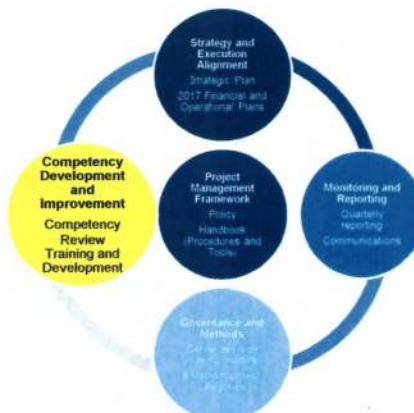 Strategy and
Execution
Alignment
Strategic Plan
2017 Financial and
Operational Plans
Competency
Development
and
Improvement
Competency
Review
Training and
Development
Project
Management
Framework
Policy
Handbook
(Procedures and
Tools)
Monitoring and
Reporting
Quarterly
reporting
Communications
Governance and
Methods